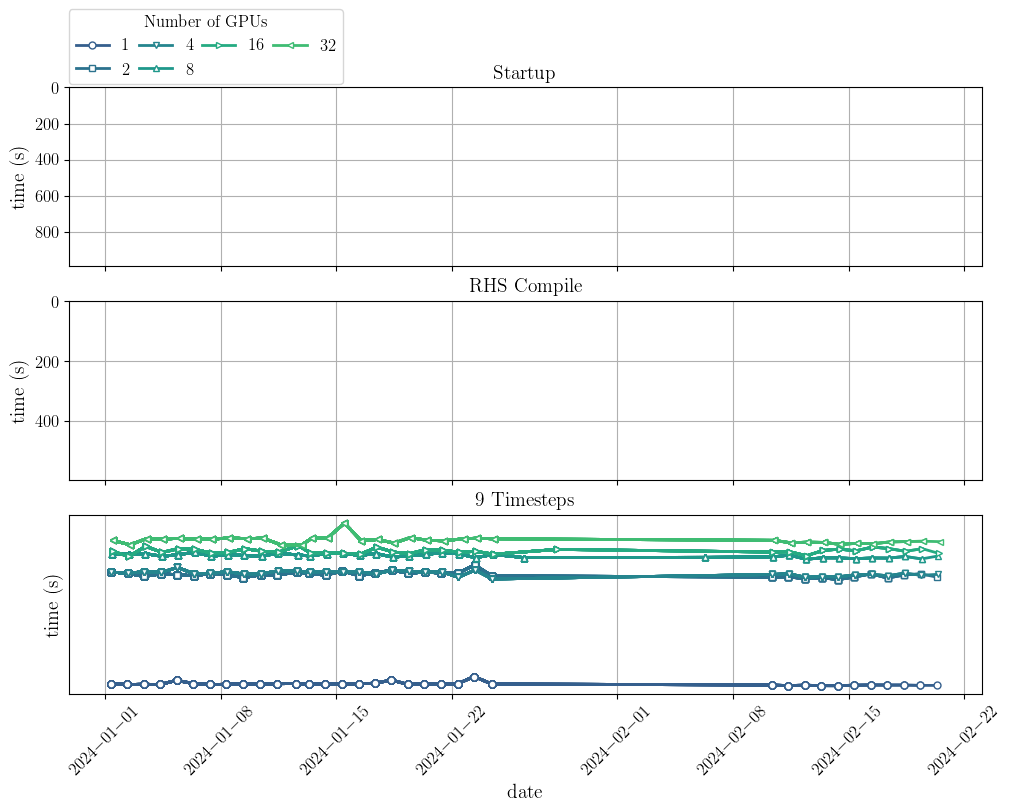 Number of GPUs
1 4 16 32
2 8
Startup
0
200
400
600
800
time (s)
RHS Compile
0
200
400
time (s)
9 Timesteps
time (s)
2024−01−01 2024−01−08 2024−01−15 2024−01−22 2024−02−01 2024−02−08 2024−02−15 2024−02−22
date